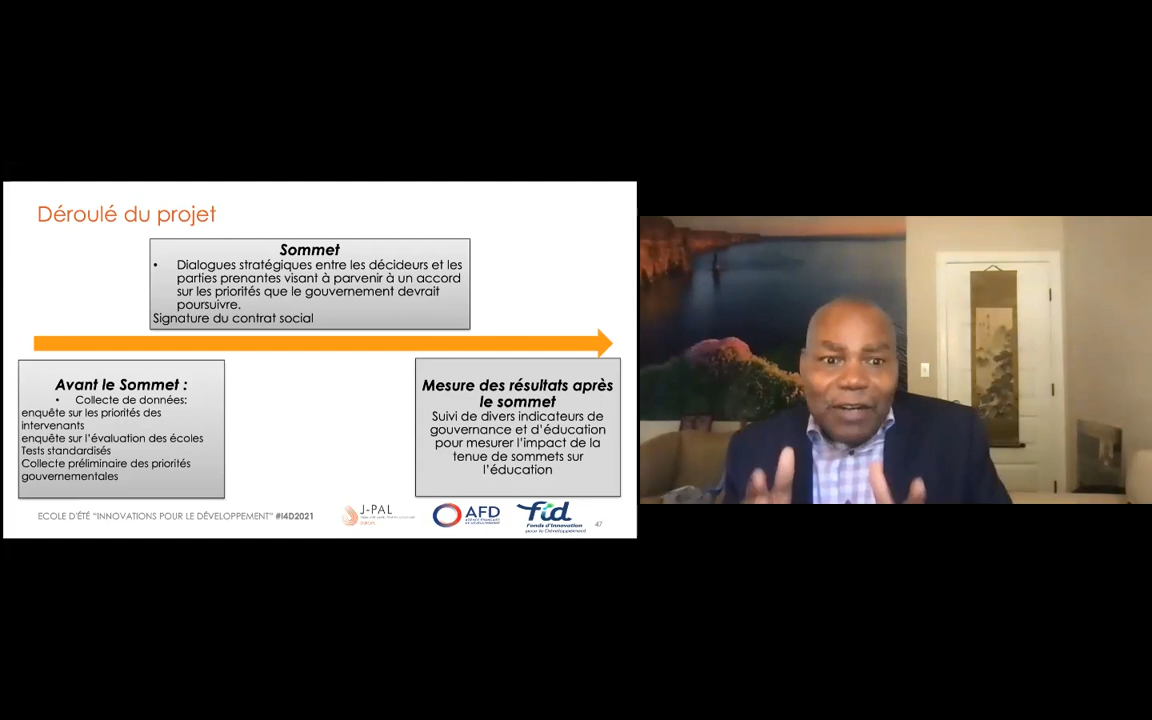 Déroulé du projet
Sommet
• Dialogues stratégiques entre les décideurs et les
parties prenantes visant à parvenir à un accord
sur les priorités que le gouvernement devrait
poursuivre.
Signature du contrat social
Avant le Sommet :
• Collecte de données:
enquête sur les priorités des
intervenants
enquête sur l'évaluation des écoles
Tests standardisés
Collecte préliminaire des priorités
gouvernementales
Mesure des résultats après
le sommet
Suivi de divers indicateurs de
gouvernance et d'éducation
pour mesurer l'impact de la
tenue de sommets sur
l'éducation
ECOLE D'ÉTÉ "INNOVATIONS POUR LE DÉVELOPPEMENT" #I4D2021
J-PAL
EUROPE
AFD
fid
Fonds d'Innovation
pour le Développement
47